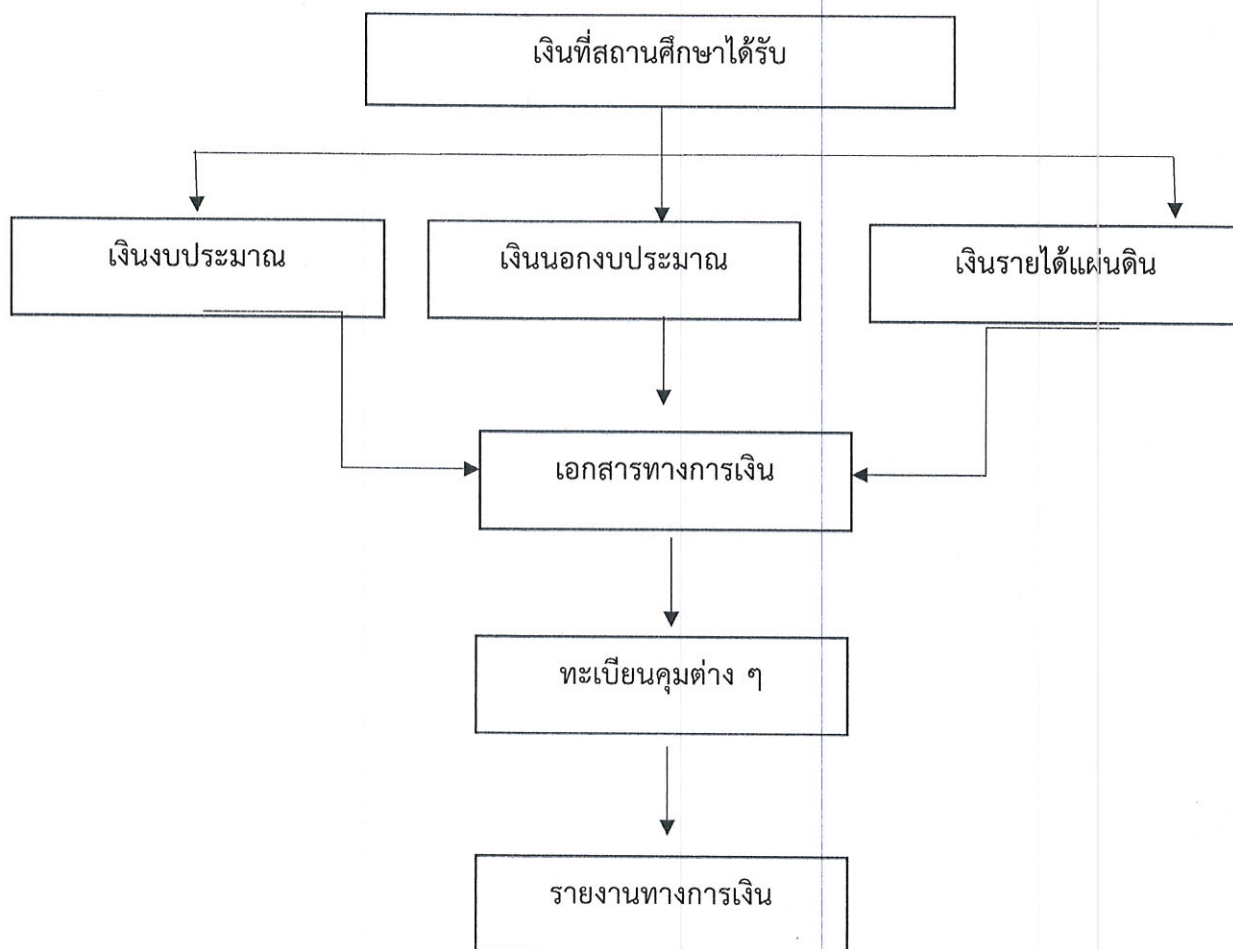 เงินที่สถานศึกษาได้รับ
เงินงบประมาณ
เงินนอกงบประมาณ
เงินรายได้แผ่นดิน
เอกสารทางการเงิน
ทะเบียนคุมต่าง ๆ
รายงานทางการเงิน